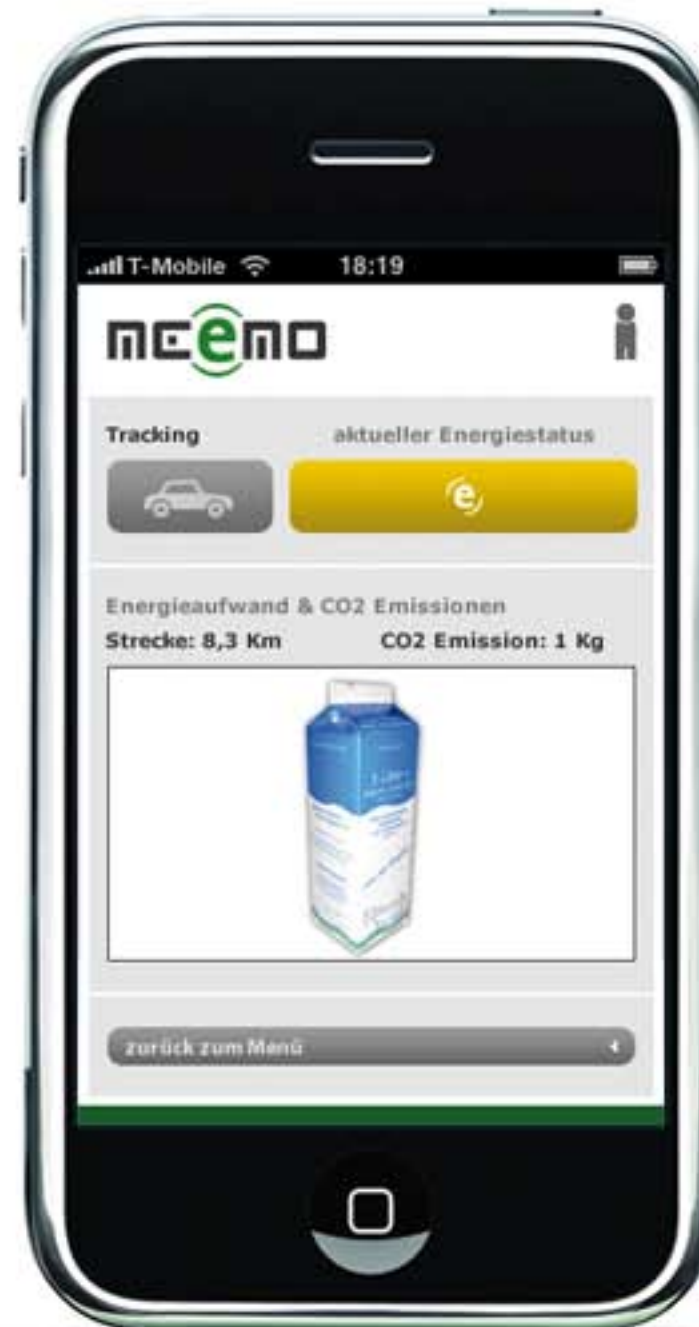 T-Mobile 18:19
mceemo
Tracking aktueller Energiestatus
e
Energieaufwand & CO2 Emissionen
Strecke: 8,3 Km CO2 Emission: 1 Kg
zurück zum Menü